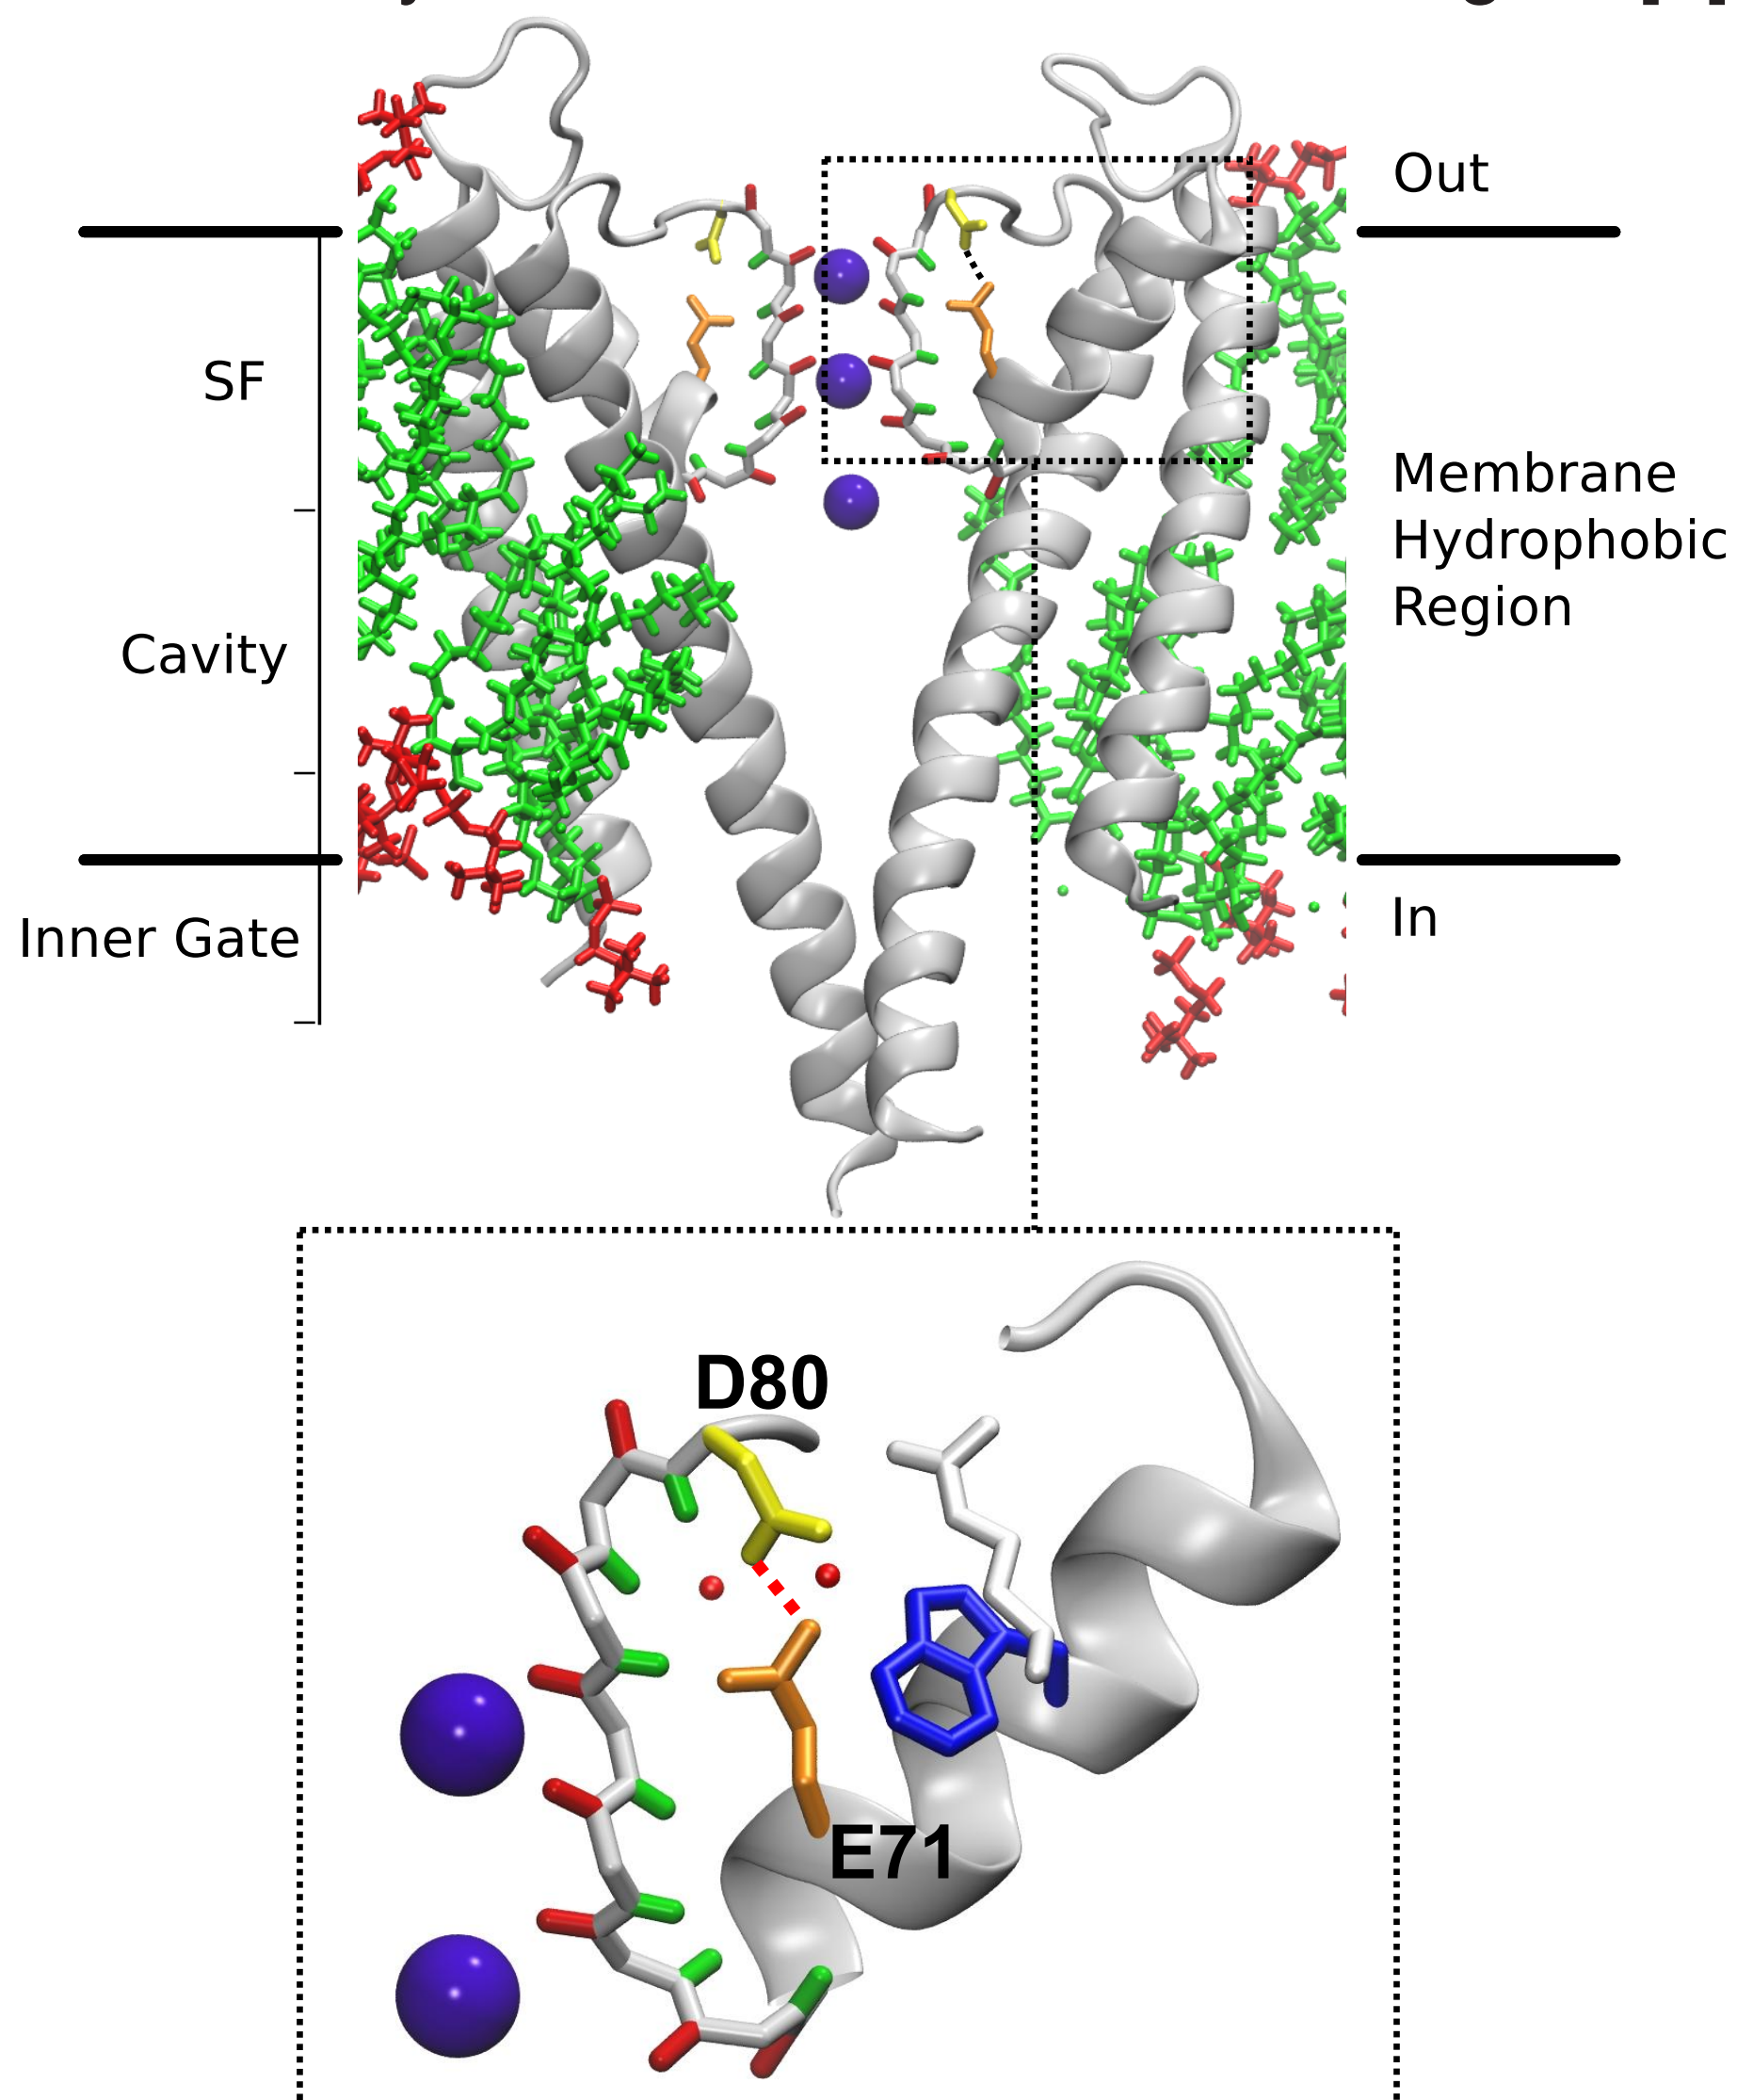 Out
SF
Membrane
Hydrophobic
Region
Cavity
Inner Gate
In
D80
E71